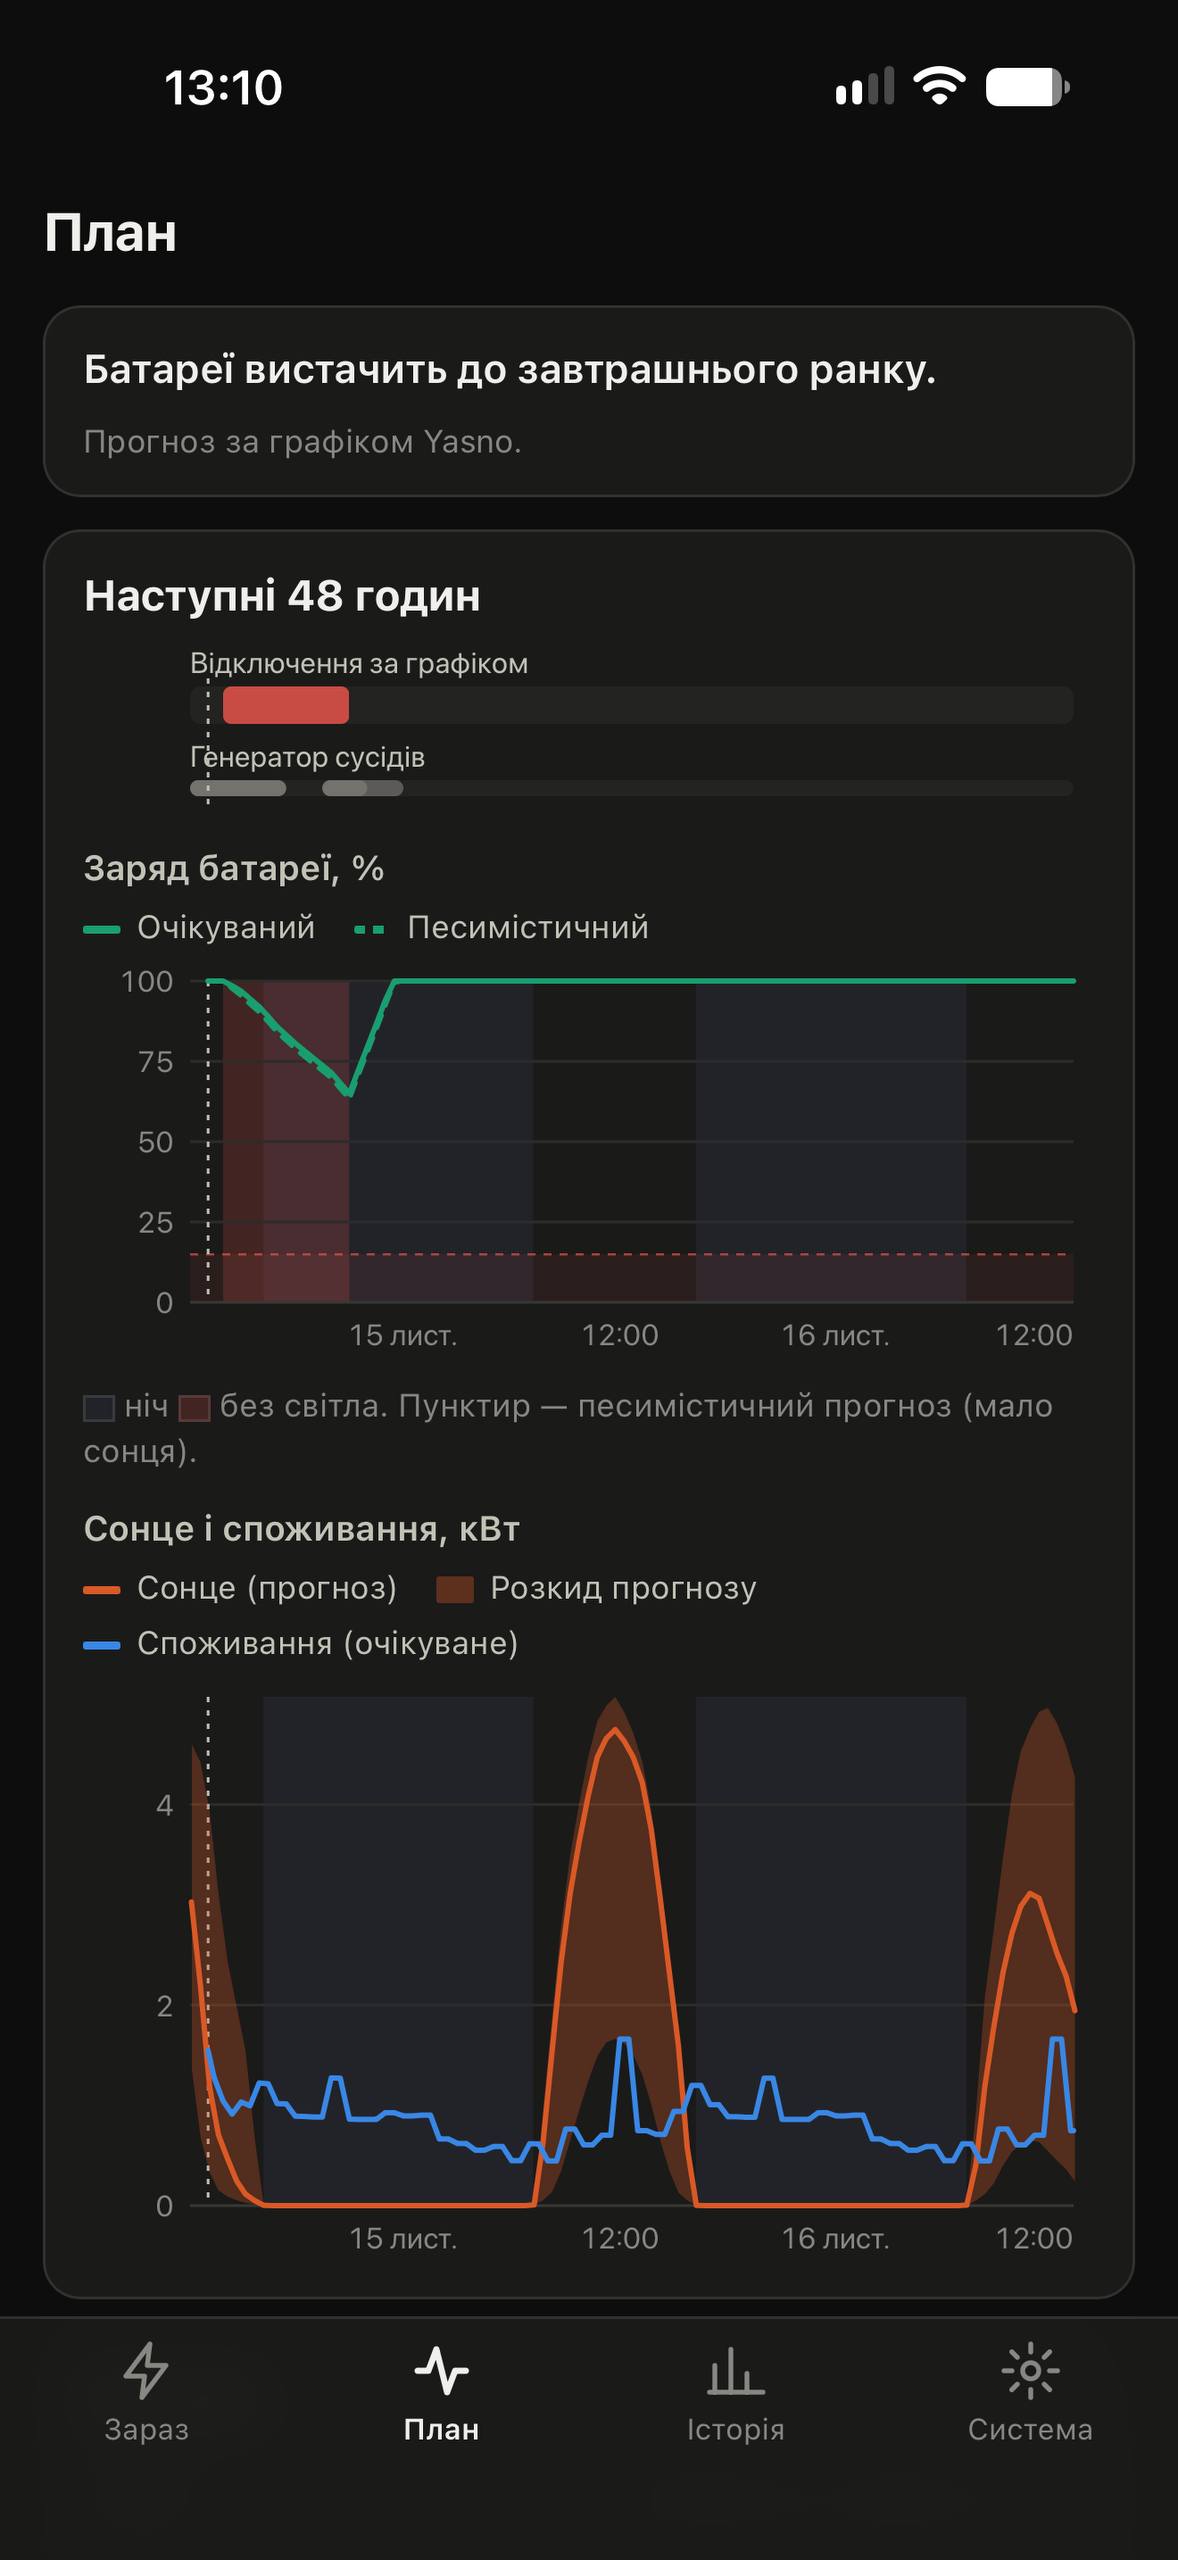 13:10
План
Батареї вистачить до завтрашнього ранку.
Прогноз за графіком Yasno.
Наступні 48 годин
Відключення за графіком
Генератор сусідів
Заряд батареї, %
Очікуваний Песимістичний
100
75
50
25
0
15 лист. 12:00 16 лист. 12:00
ніч без світла. Пунктир — песимістичний прогноз (мало
сонця).
Сонце і споживання, кВт
Сонце (прогноз) Розкид прогнозу
Споживання (очікуване)
4
2
0
15 лист. 12:00 16 лист. 12:00
Зараз План Історія Система